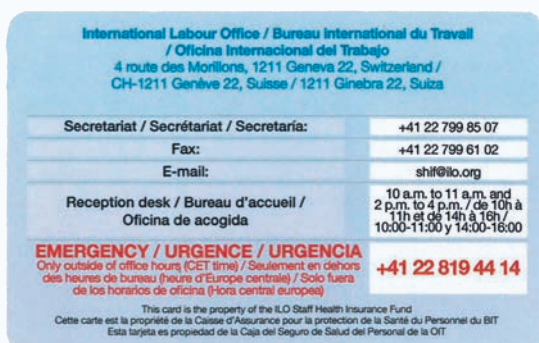 International Labour Office / Bureau international du Travail
/ Oficina Internacional del Trabajo
4 route des Morillons, 1211 Geneva 22, Switzerland /
CH-1211 Genève 22, Suisse / 1211 Ginebra 22, Suiza
Secretariat / Secrétariat / Secretaría: +41 22 799 85 07
Fax: +41 22 799 61 02
E-mail: shif@ilo.org
Reception desk / Bureau d'accueil /
Oficina de acogida
10 a.m. to 11 a.m. and
2 p.m. to 4 p.m. / de 10h à
11h et de 14h à 16h /
10:00-11:00 y 14:00-16:00
EMERGENCY / URGENCE / URGENCIA
Only outside of office hours (CET time) / Seulement en dehors
des heures de bureau (heure d'Europe centrale) / Solo fuera
de los horarios de oficina (Hora central europea)
+41 22 819 44 14
This card is the property of the ILO Staff Health Insurance Fund
Cette carte est la propriété de la Caisse d'Assurance pour la protection de la Santé du Personnel du BIT
Esta tarjeta es propiedad de la Caja del Seguro de Salud del Personal de la OIT